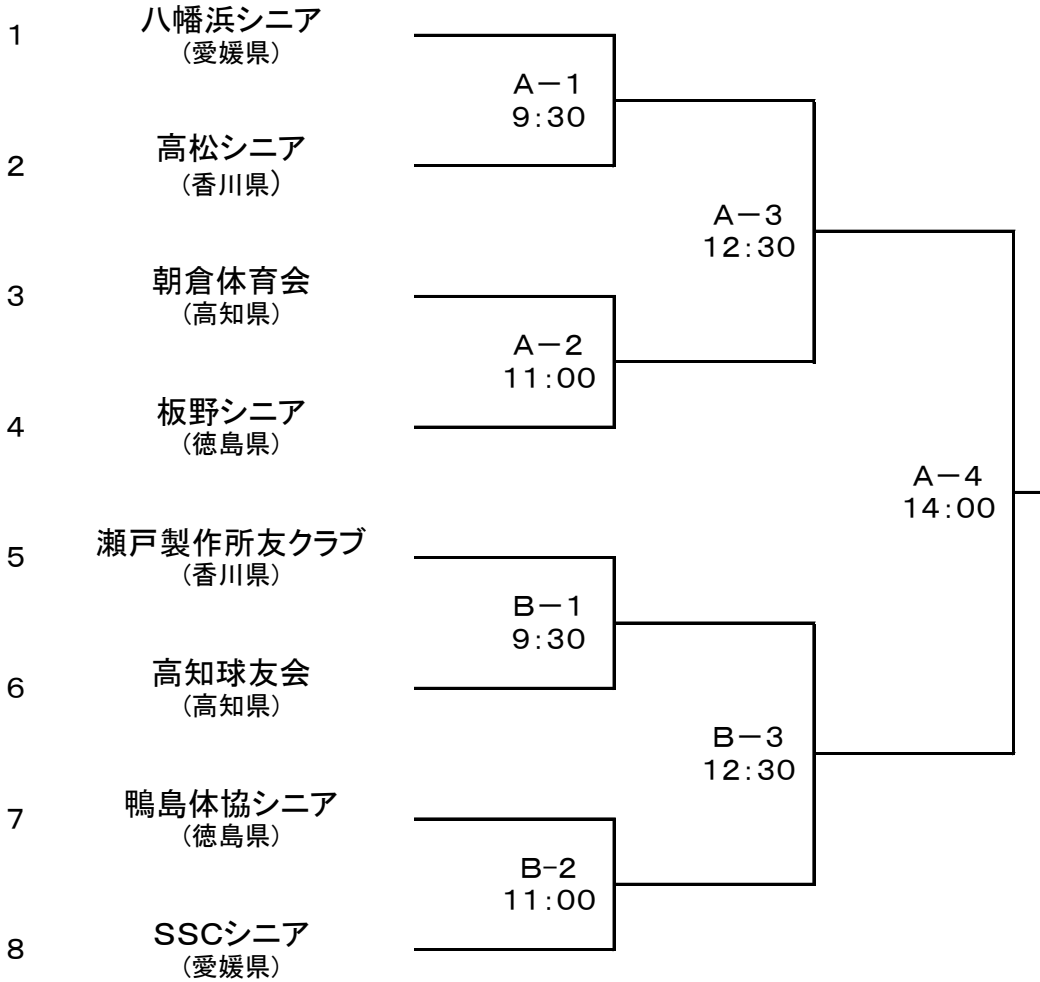 1
八幡浜シニア
(愛媛県)
A－1
9:30
2
高松シニア
(香川県)
A－3
12:30
3
朝倉体育会
(高知県)
A－2
11:00
4
板野シニア
(徳島県)
A－4
14:00
5
瀬戸製作所友クラブ
(香川県)
B－1
9:30
6
高知球友会
(高知県)
B－3
12:30
7
鴨島体協シニア
(徳島県)
B-2
11:00
8
SSCシニア
(愛媛県)